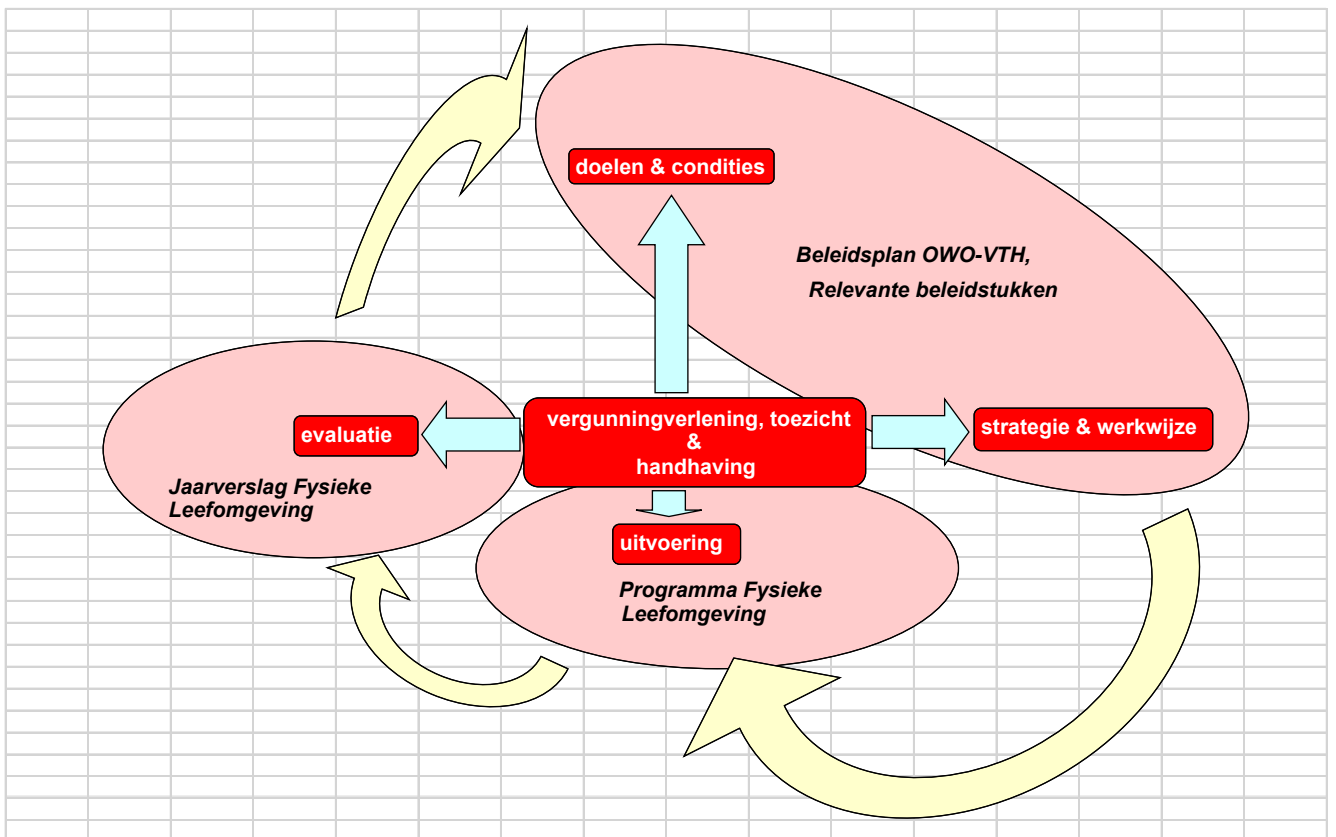 doelen & condities
Beleidsplan OWO-VTH,
Relevante beleidstukken
vergunningverlening, toezicht
&
handhaving
evaluatie
strategie & werkwijze
Jaarverslag Fysieke
Leefomgeving
uitvoering
Programma Fysieke
Leefomgeving